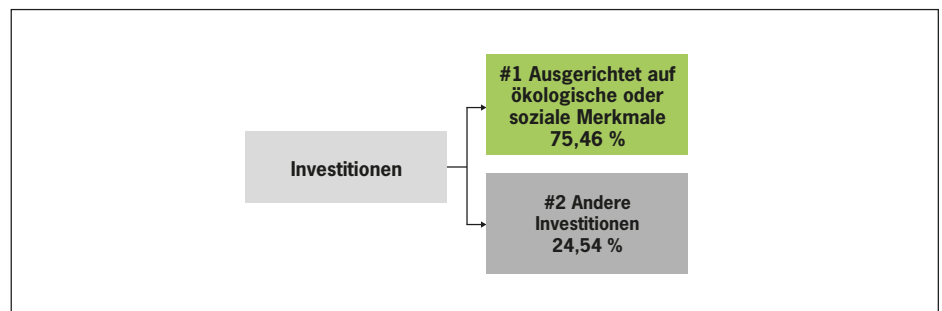 Investitionen
#1 Ausgerichtet auf
ökologische oder
soziale Merkmale
75,46 %
#2 Andere
Investitionen
24,54 %